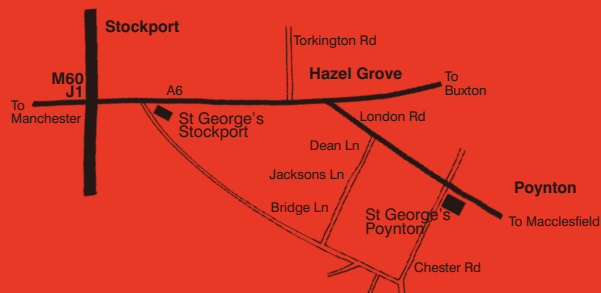 Stockport
Torkington Rd
M60
J1
Hazel Grove
To
Buxton
A6
To
Manchester
St George's
Stockport
London Rd
Dean Ln
Jacksons Ln
Poynton
Bridge Ln
St George's
Poynton
To Macclesfield
Chester Rd